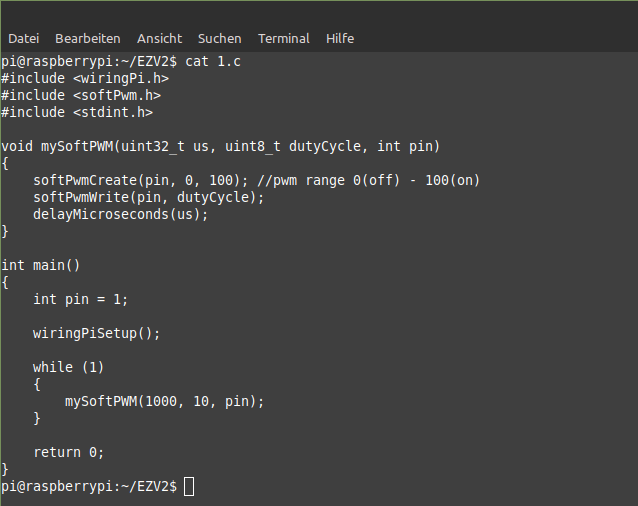 Datei Bearbeiten Ansicht Suchen Terminal Hilfe
pi@raspberrypi:~/EZV2$ cat 1.c
#include <wiringPi.h>
#include <softPwm.h>
#include <stdint.h>

void mySoftPWM(uint32_t us, uint8_t dutyCycle, int pin)
{
    softPwmCreate(pin, 0, 100); //pwm range 0(off) - 100(on)
    softPwmWrite(pin, dutyCycle);
    delayMicroseconds(us);
}

int main()
{
    int pin = 1;

    wiringPiSetup();

    while (1)
    {
        mySoftPWM(1000, 10, pin);
    }

    return 0;
}
pi@raspberrypi:~/EZV2$